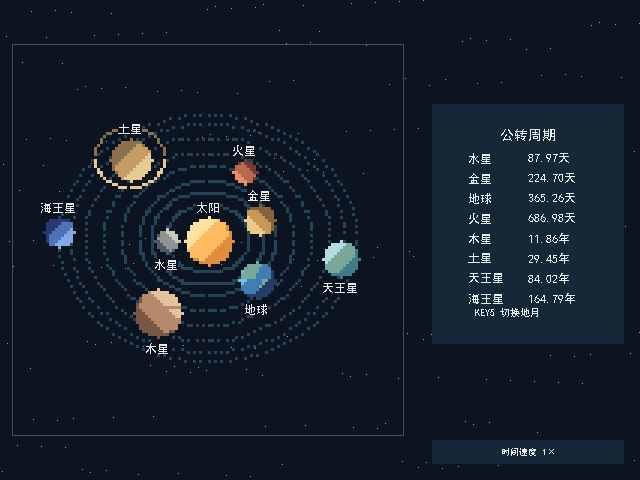 土星
火星
海王星
金星
太阳
水星
天王星
地球
木星
公转周期
水星 87.97天
金星 224.70天
地球 365.26天
火星 686.98天
木星 11.86年
土星 29.45年
天王星 84.02年
海王星 164.79年
KEY5 切换地月
时间速度 1×